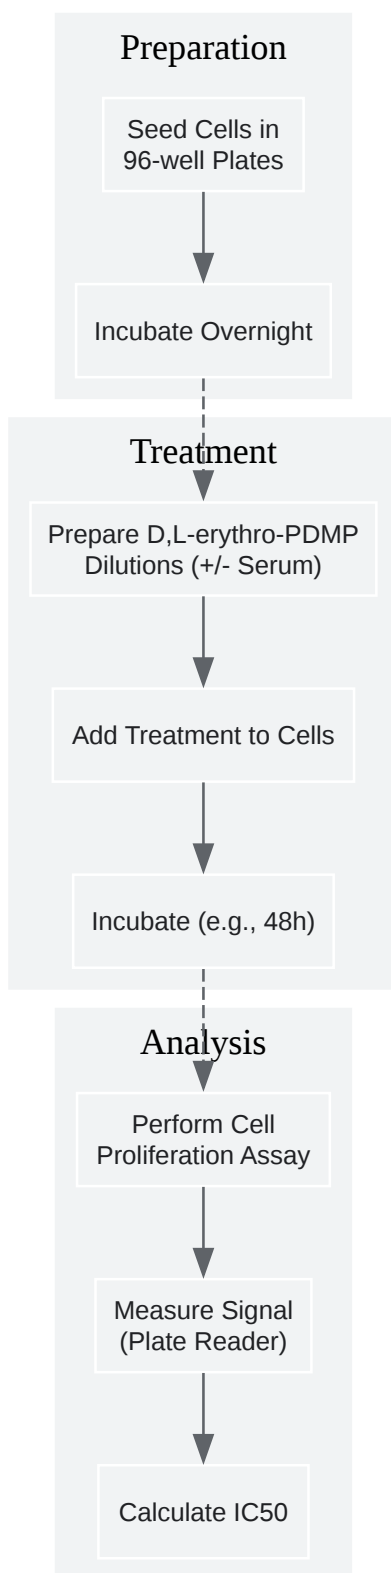 Preparation
Seed Cells in
96-well Plates
Incubate Overnight
Treatment
Prepare D,L-erythro-PDMP
Dilutions (+/- Serum)
Add Treatment to Cells
Incubate (e.g., 48h)
Analysis
Perform Cell
Proliferation Assay
Measure Signal
(Plate Reader)
Calculate IC50